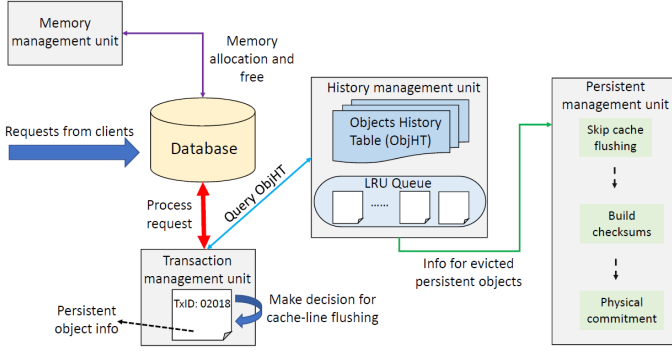 Memory
management unit
Memory
allocation and
free
Requests from clients
Database
Process
request
Query ObjHT
History management unit
Objects History
Table (ObjHT)
LRU Queue
......
Info for evicted
persistent objects
Persistent
management unit
Skip cache
flushing
Build
checksums
Physical
commitment
Transaction
management unit
TxID: 02018
Make decision for
cache-line flushing
Persistent
object info